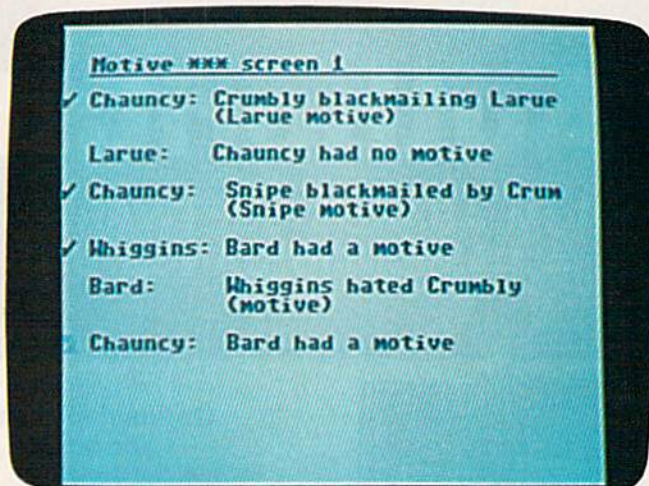 Motive *** screen 1
✓ Chauncy: Crumbly blackmailing Larue
(Larue motive)
Larue: Chauncy had no motive
✓ Chauncy: Snipe blackmailed by Crum
(Snipe motive)
✓ Whiggins: Bard had a motive
Bard: Whiggins hated Crumbly
(motive)
Chauncy: Bard had a motive